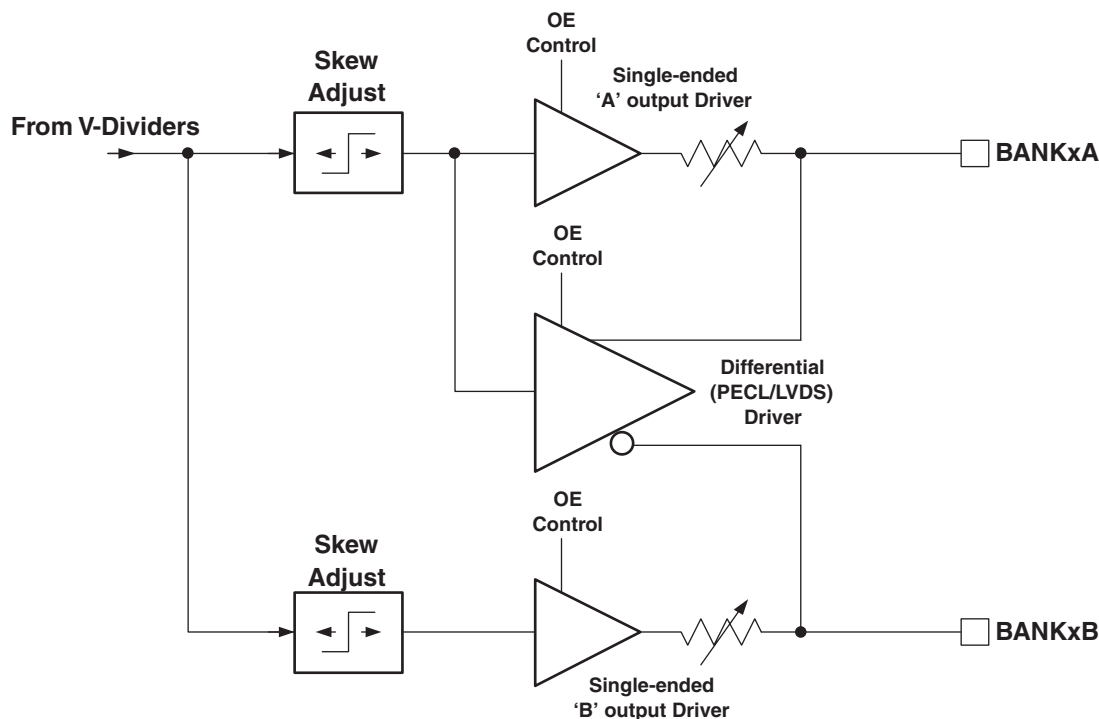 OE
Control
Skew
Adjust
Single-ended
‘A’ output Driver
From V-Dividers
BANKxA
OE
Control
Differential
(PECL/LVDS)
Driver
OE
Control
Skew
Adjust
BANKxB
Single-ended
‘B’ output Driver